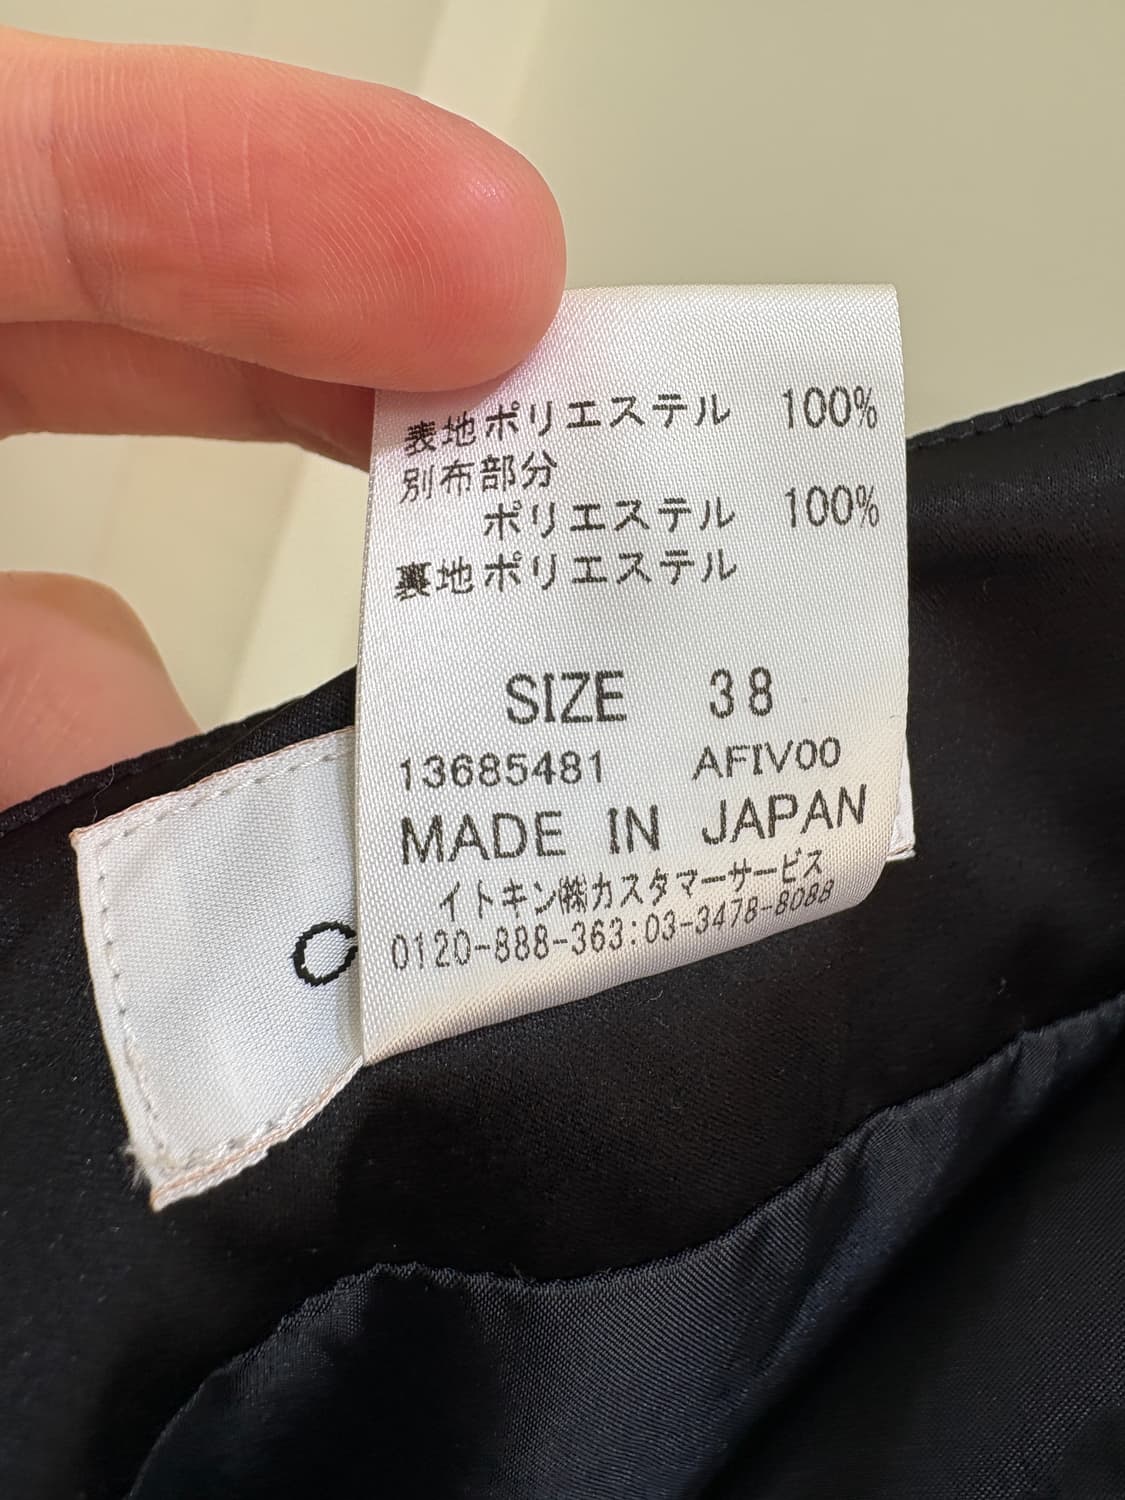 表地ポリエステル 100%
別布部分
ポリエステル 100%
裏地ポリエステル
SIZE 38
13685481 AFIV00
MADE IN JAPAN
イトキン㈱カスタマーサービス
0120-888-363:03-3478-8088